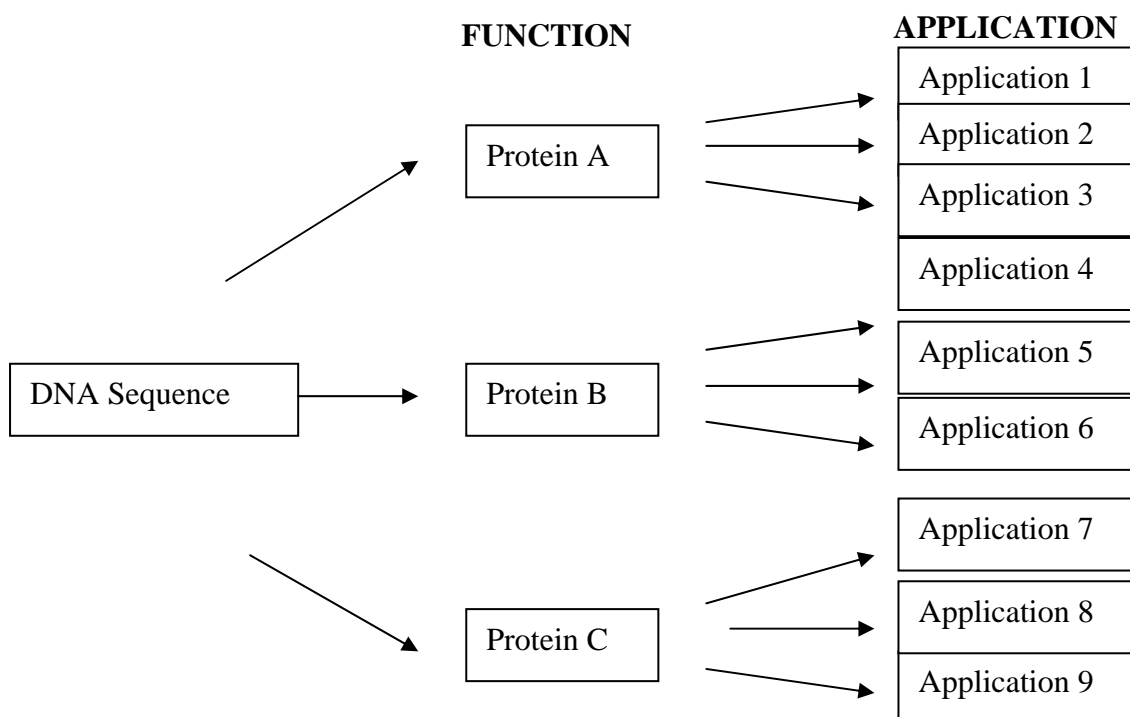 FUNCTION
APPLICATION
Application 1
Application 2
Protein A
Application 3
Application 4
Application 5
DNA Sequence
Protein B
Application 6
Application 7
Application 8
Protein C
Application 9